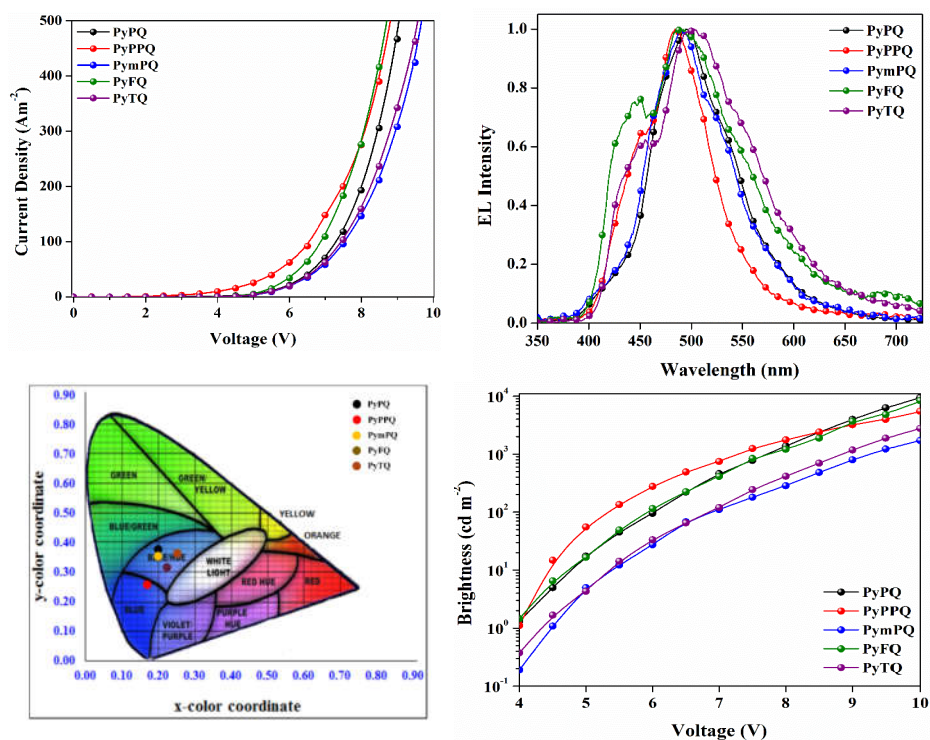 500
400
300
200
100
0
0
2
4
6
8
10
Current Density (Am⁻²)
Voltage (V)
PyPQ
PyPPQ
PymPQ
PyFQ
PyTQ
1.0
0.8
0.6
0.4
0.2
0.0
350
400
450
500
550
600
650
700
EL Intensity
Wavelength (nm)
PyPQ
PyPPQ
PymPQ
PyFQ
PyTQ
0.90
0.80
0.70
0.60
0.50
0.40
0.30
0.20
0.10
0.00
0.00 0.10 0.20 0.30 0.40 0.50 0.60 0.70 0.80 0.90
y-color coordinate
x-color coordinate
PyPQ
PyPPQ
PymPQ
PyFQ
PyTQ
GREEN
GREEN
YELLOW
YELLOW
ORANGE
BLUE/GREEN
BLUE HUE
WHITE
LIGHT
RED HUE
RED
BLUE
VIOLET-
PURPLE
PURPLE
HUE
10⁴
10³
10²
10¹
10⁰
10⁻¹
4
5
6
7
8
9
10
Brightness (cd m⁻²)
Voltage (V)
PyPQ
PyPPQ
PymPQ
PyFQ
PyTQ